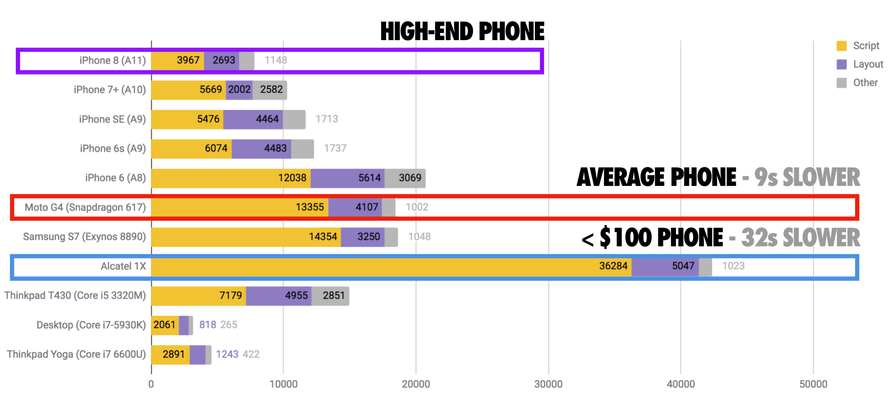 HIGH-END PHONE
iPhone 8 (A11) 3967 2693 1148
Script
Layout
Other
iPhone 7+ (A10) 5669 2002 2582
iPhone SE (A9) 5476 4464 1713
iPhone 6s (A9) 6074 4483 1737
iPhone 6 (A8) 12038 5614 3069
AVERAGE PHONE - 9s SLOWER
Moto G4 (Snapdragon 617) 13355 4107 1002
Samsung S7 (Exynos 8890) 14354 3250 1048
< $100 PHONE - 32s SLOWER
Alcatel 1X 36284 5047 1023
Thinkpad T430 (Core i5 3320M) 7179 4955 2851
Desktop (Core i7-5930K) 2061 818 265
Thinkpad Yoga (Core i7 6600U) 2891 1243 422
0 10000 20000 30000 40000 50000